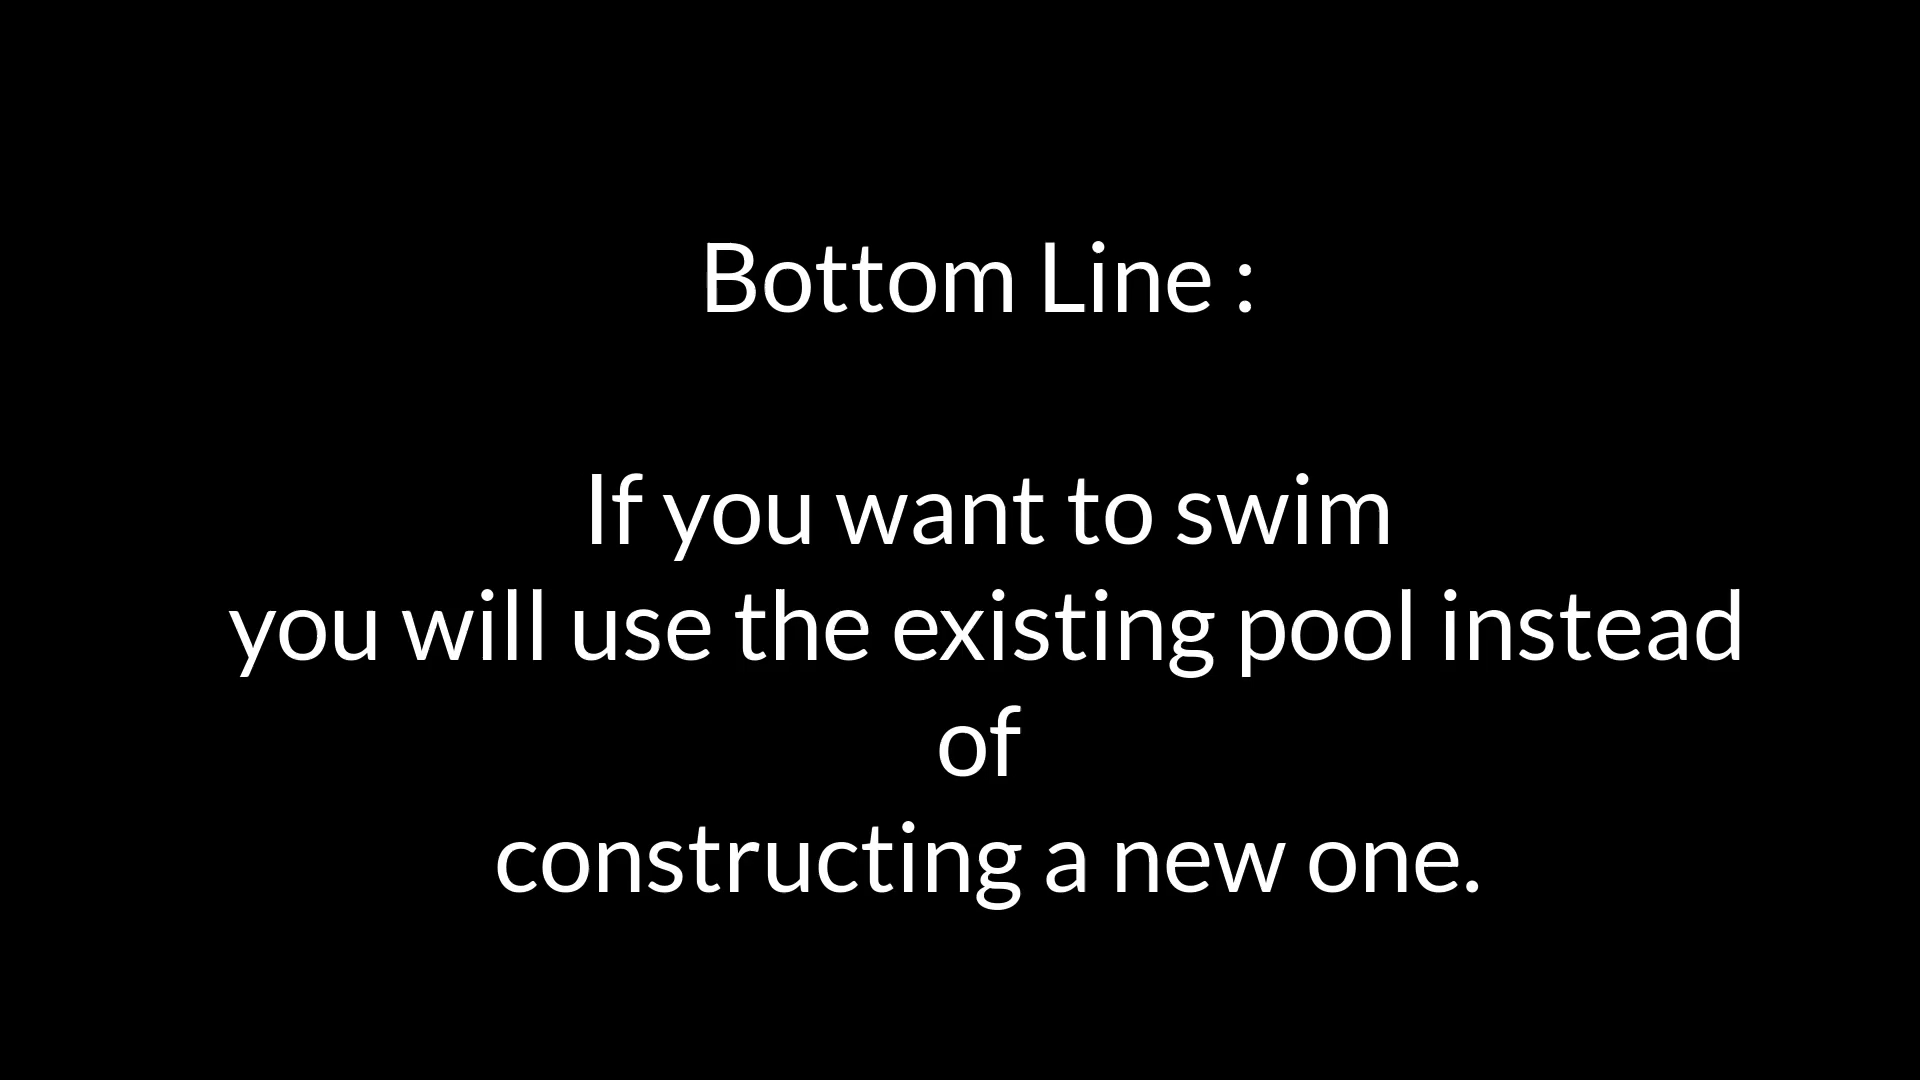 Bottom Line :
If you want to swim
you will use the existing pool instead
of
constructing a new one.